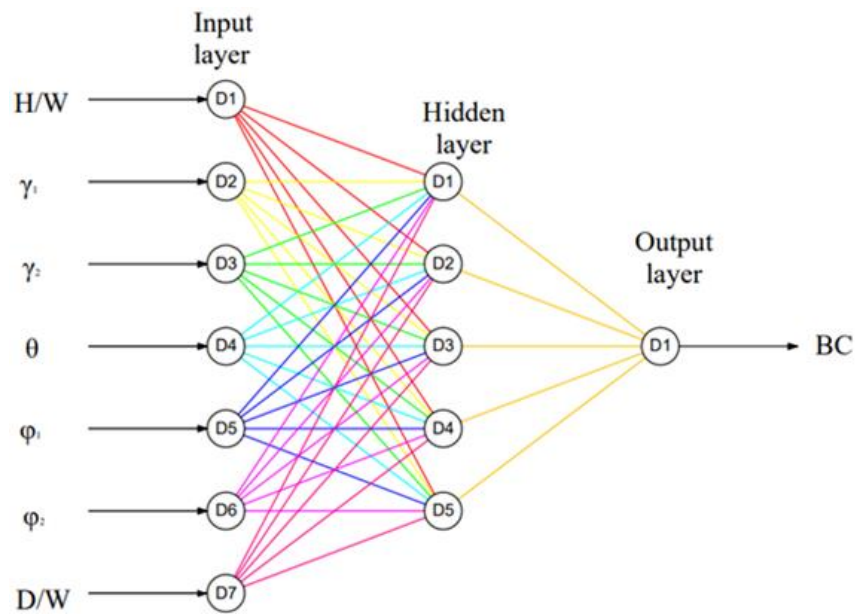 Input
layer
H/W
D1
Hidden
layer
γ₁
D2
D1
γ₂
D3
D2
Output
layer
θ
D4
D3
D1
BC
φ₁
D5
D4
φ₂
D6
D5
D/W
D7